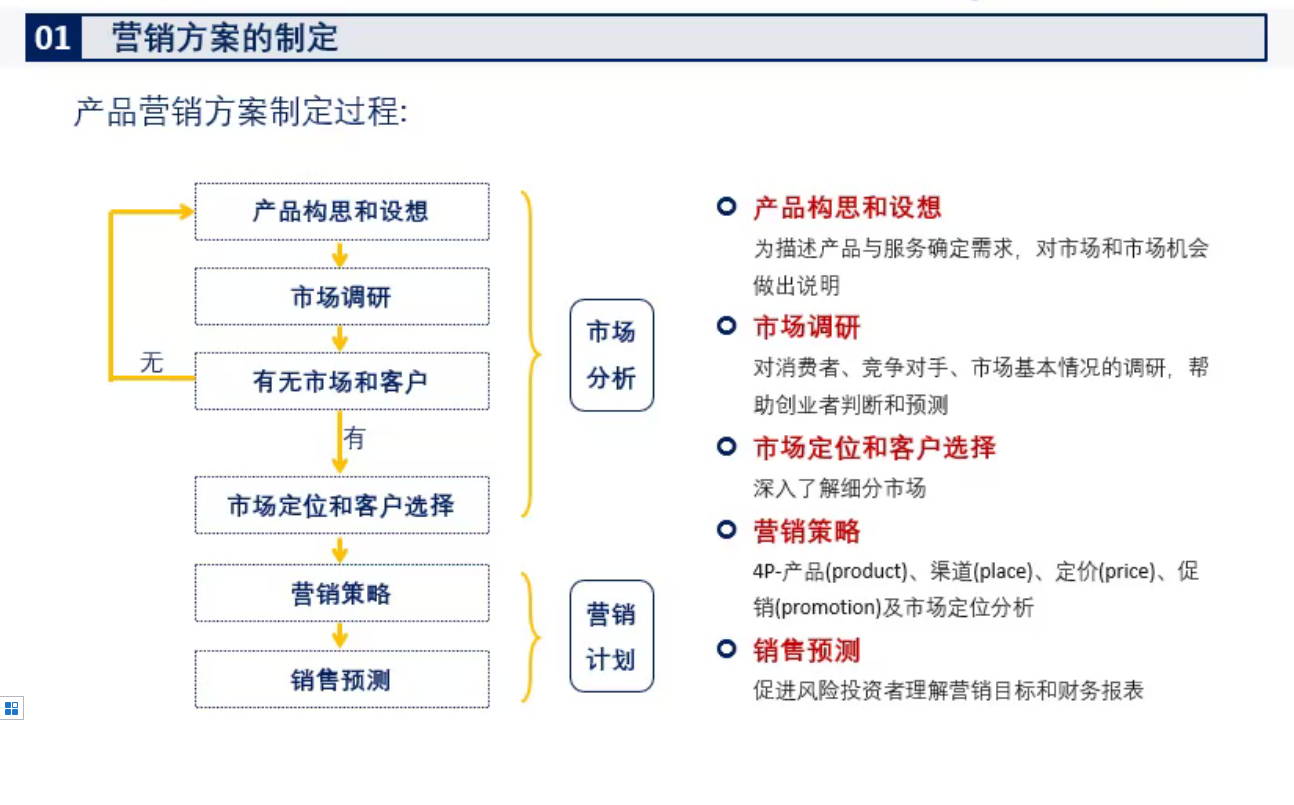 01 营销方案的制定
产品营销方案制定过程:
产品构思和设想
市场调研
无
有无市场和客户
有
市场定位和客户选择
营销策略
销售预测
市场
分析
营销
计划
产品构思和设想
为描述产品与服务确定需求，对市场和市场机会
做出说明
市场调研
对消费者、竞争对手、市场基本情况的调研，帮
助创业者判断和预测
市场定位和客户选择
深入了解细分市场
营销策略
4P-产品(product)、渠道(place)、定价(price)、促
销(promotion)及市场定位分析
销售预测
促进风险投资者理解营销目标和财务报表